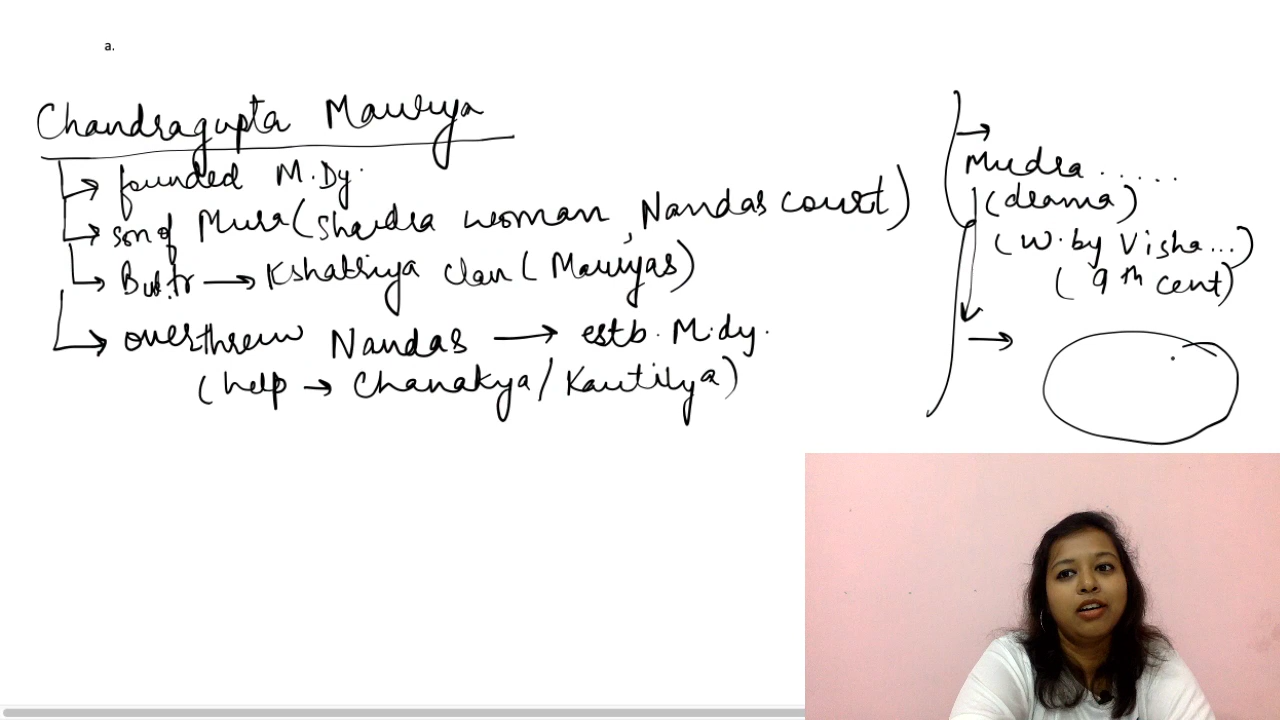 a.
Chandragupta Maurya
founded M.Dy.
son of Mura (Shudra woman, Nandas court)
Bud.tr → Kshatriya clan (Mauryas)
overthrew Nandas → estb. M.dy.
(help → Chanakya/Kautilya)
→
Mudra .....
(drama)
(w.by Visha...)
(9th cent)
→